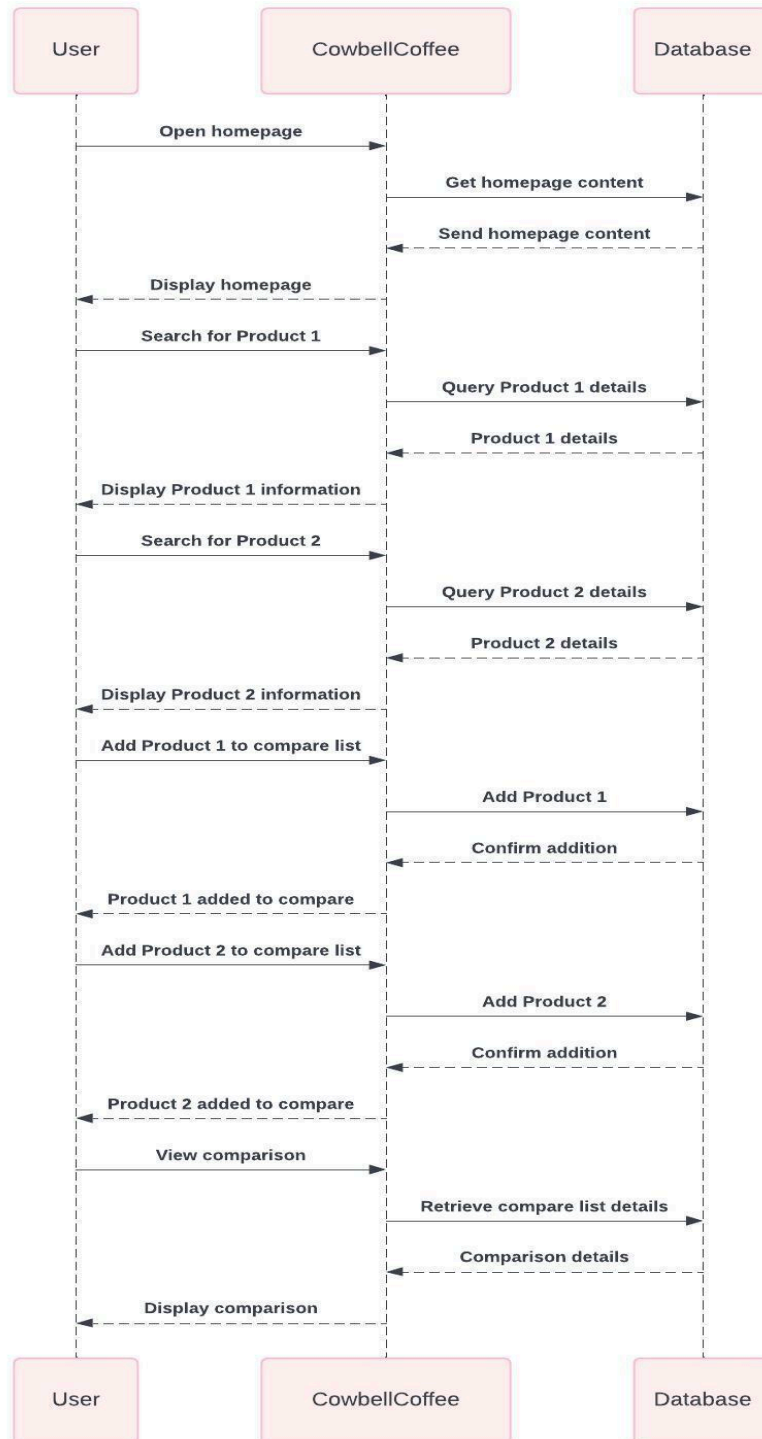 User CowbellCoffee Database
Open homepage
Get homepage content
Send homepage content
Display homepage
Search for Product 1
Query Product 1 details
Product 1 details
Display Product 1 information
Search for Product 2
Query Product 2 details
Product 2 details
Display Product 2 information
Add Product 1 to compare list
Add Product 1
Confirm addition
Product 1 added to compare
Add Product 2 to compare list
Add Product 2
Confirm addition
Product 2 added to compare
View comparison
Retrieve compare list details
Comparison details
Display comparison
User CowbellCoffee Database